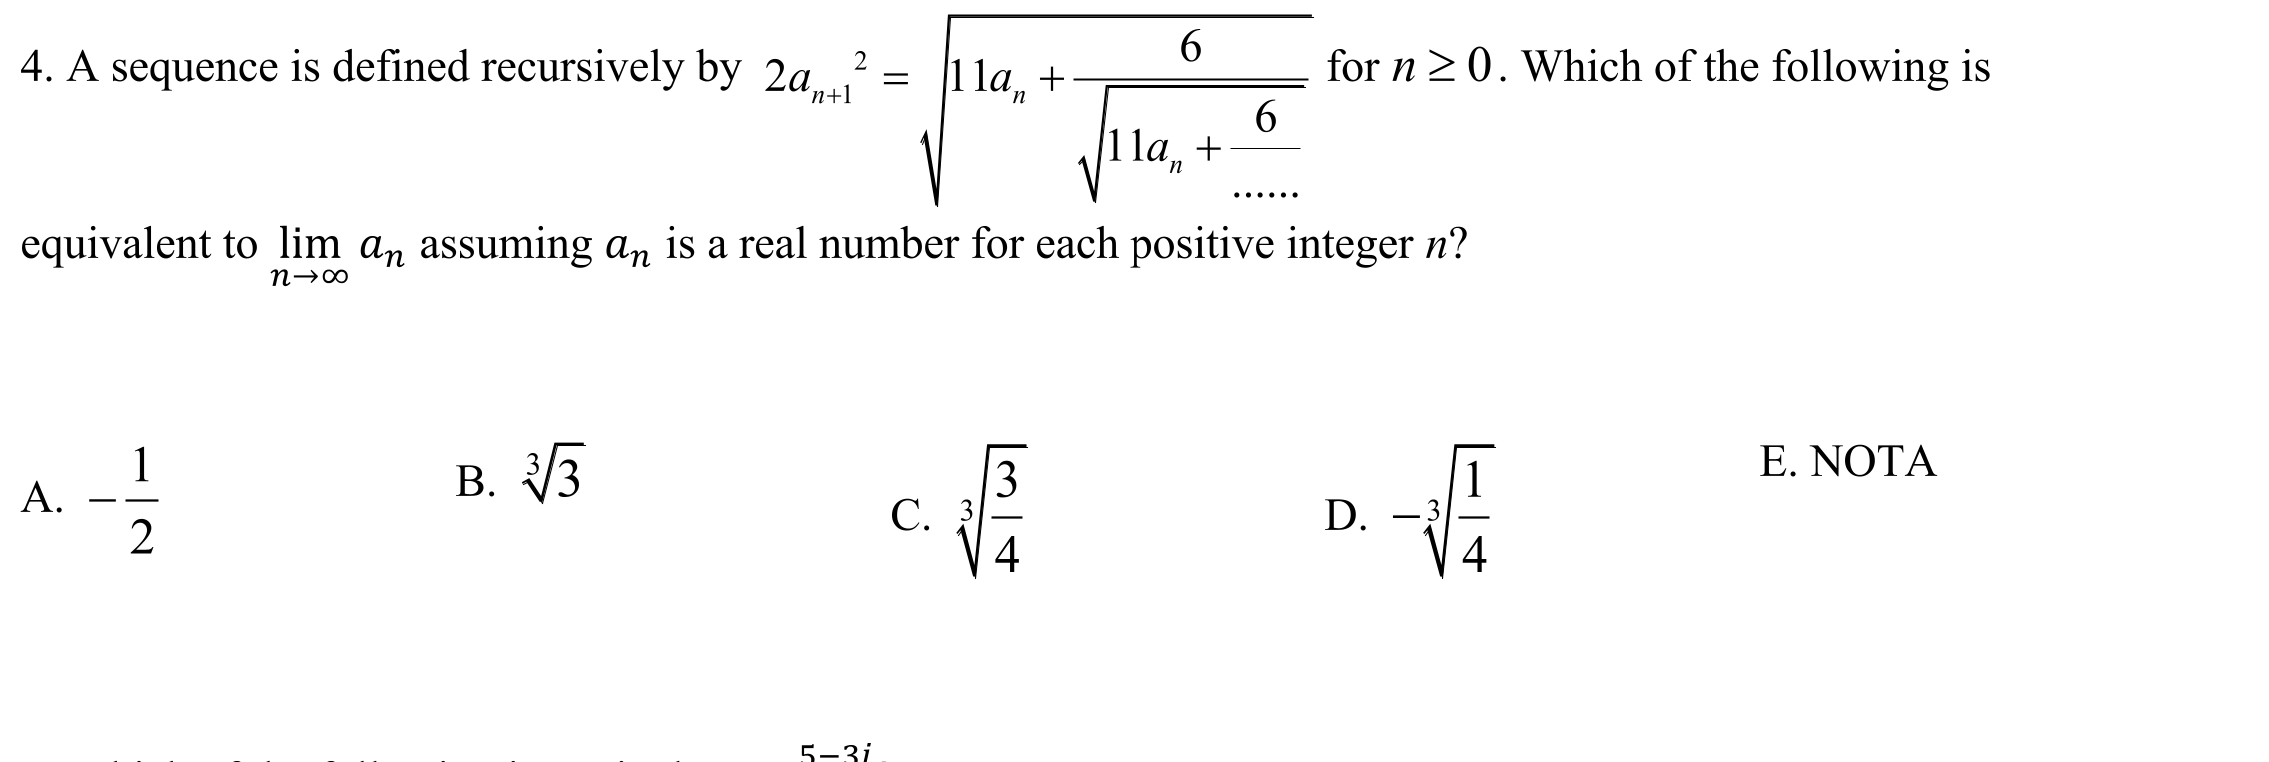 4. A sequence is defined recursively by $2a_{n+1}{}^2 = \sqrt{11a_n + \frac{6}{\sqrt{11a_n + \frac{6}{......}}}}$ for $n \geq 0$. Which of the following is
equivalent to $\lim_{n \to \infty} a_n$ assuming $a_n$ is a real number for each positive integer $n$?
A. $-\frac{1}{2}$ B. $\sqrt[3]{3}$ C. $\sqrt[3]{\frac{3}{4}}$ D. $-\sqrt[3]{\frac{1}{4}}$ E. NOTA
5−3i